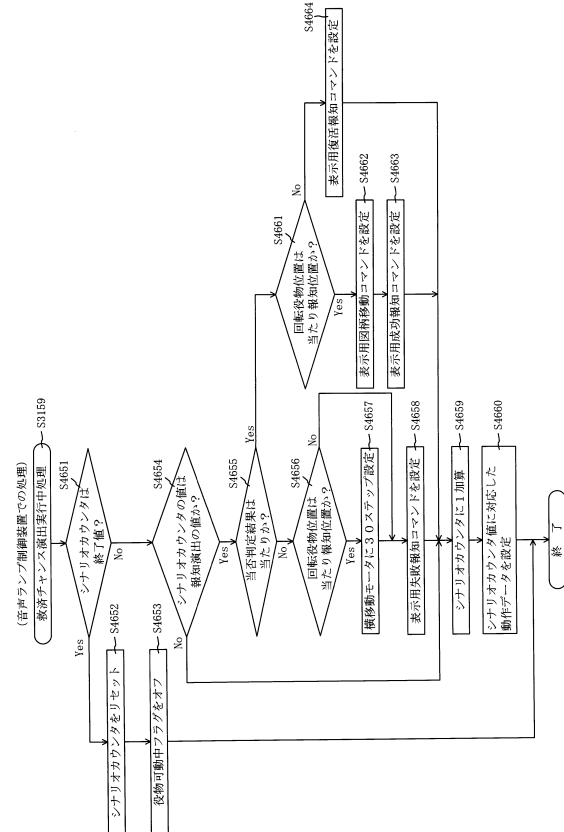 (音声ランプ制御装置での処理)
救済チャンス演出実行中処理
S3159
S4651
シナリオカウンタは
終了値?
Yes
No
S4652
シナリオカウンタをリセット
S4653
役物可動中フラグをオフ
S4654
シナリオカウンタの値は
報知演出の値か?
No
Yes
S4655
当否判定結果は
当たりか?
Yes
No
S4656
回転役物位置は
当たり報知位置か?
No
Yes
S4657
横移動モータに30ステップ設定
S4658
表示用失敗報知コマンドを設定
S4659
シナリオカウンタに1加算
S4660
シナリオカウンタ値に対応した
動作データを設定
S4661
回転役物位置は
当たり報知位置か?
No
Yes
S4662
表示用図柄移動コマンドを設定
S4663
表示用成功報知コマンドを設定
S4664
表示用復活報知コマンドを設定
終 了